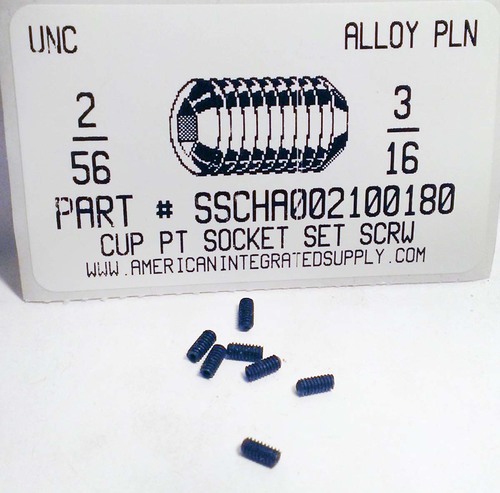 UNC ALLOY PLN
2 3
56 16
PART # SSCHA002100180
CUP PT SOCKET SET SCRW
WWW.AMERICANINTEGRATEDSUPPLY.COM